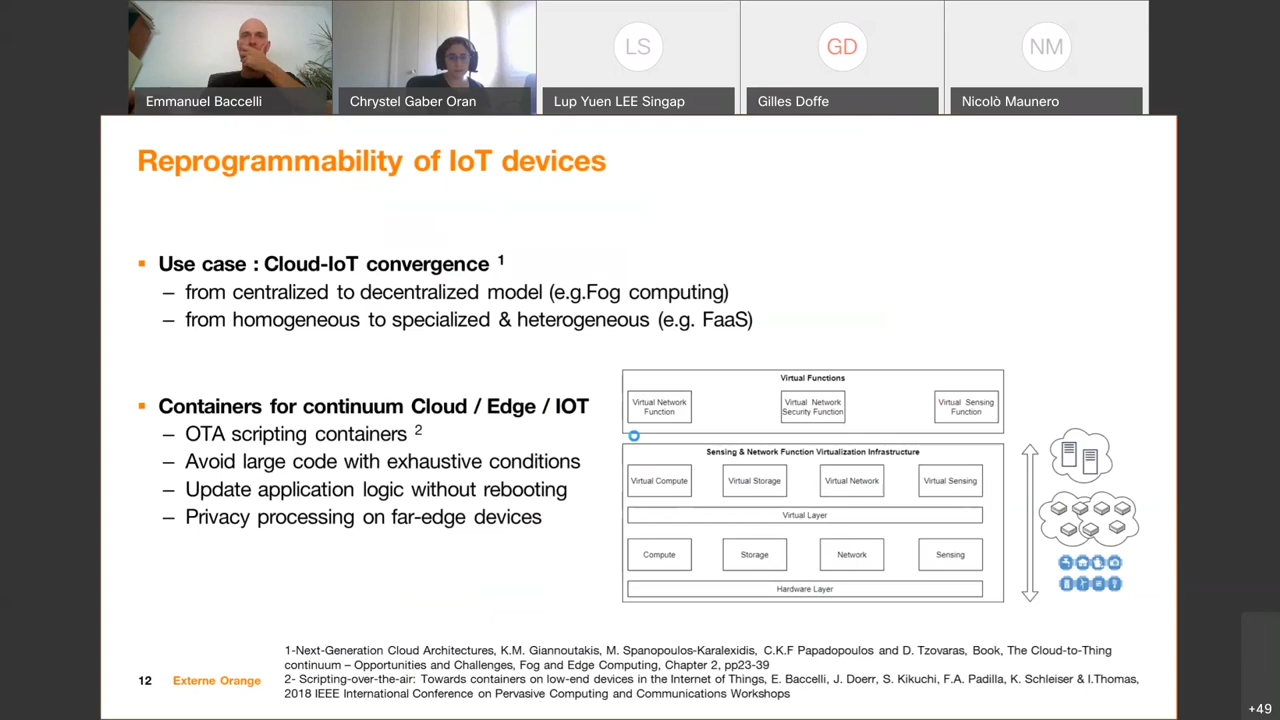 LS
GD
NM
Emmanuel Baccelli
Chrystel Gaber Oran
Lup Yuen LEE Singap
Gilles Doffe
Nicolò Maunero
Reprogrammability of IoT devices
▪ Use case : Cloud-IoT convergence 1
– from centralized to decentralized model (e.g.Fog computing)
– from homogeneous to specialized & heterogeneous (e.g. FaaS)
▪ Containers for continuum Cloud / Edge / IOT
– OTA scripting containers 2
– Avoid large code with exhaustive conditions
– Update application logic without rebooting
– Privacy processing on far-edge devices
Virtual Functions
Virtual Network
Function
Virtual Network
Security Function
Virtual Sensing
Function
Sensing & Network Function Virtualization Infrastructure
Virtual Compute
Virtual Storage
Virtual Network
Virtual Sensing
Virtual Layer
Compute
Storage
Network
Sensing
Hardware Layer
1-Next-Generation Cloud Architectures, K.M. Giannoutakis, M. Spanopoulos-Karalexidis, C.K.F Papadopoulos and D. Tzovaras, Book, The Cloud-to-Thing
continuum – Opportunities and Challenges, Fog and Edge Computing, Chapter 2, pp23-39
2- Scripting-over-the-air: Towards containers on low-end devices in the Internet of Things, E. Baccelli, J. Doerr, S. Kikuchi, F.A. Padilla, K. Schleiser & I.Thomas,
2018 IEEE International Conference on Pervasive Computing and Communications Workshops
12 Externe Orange
+49